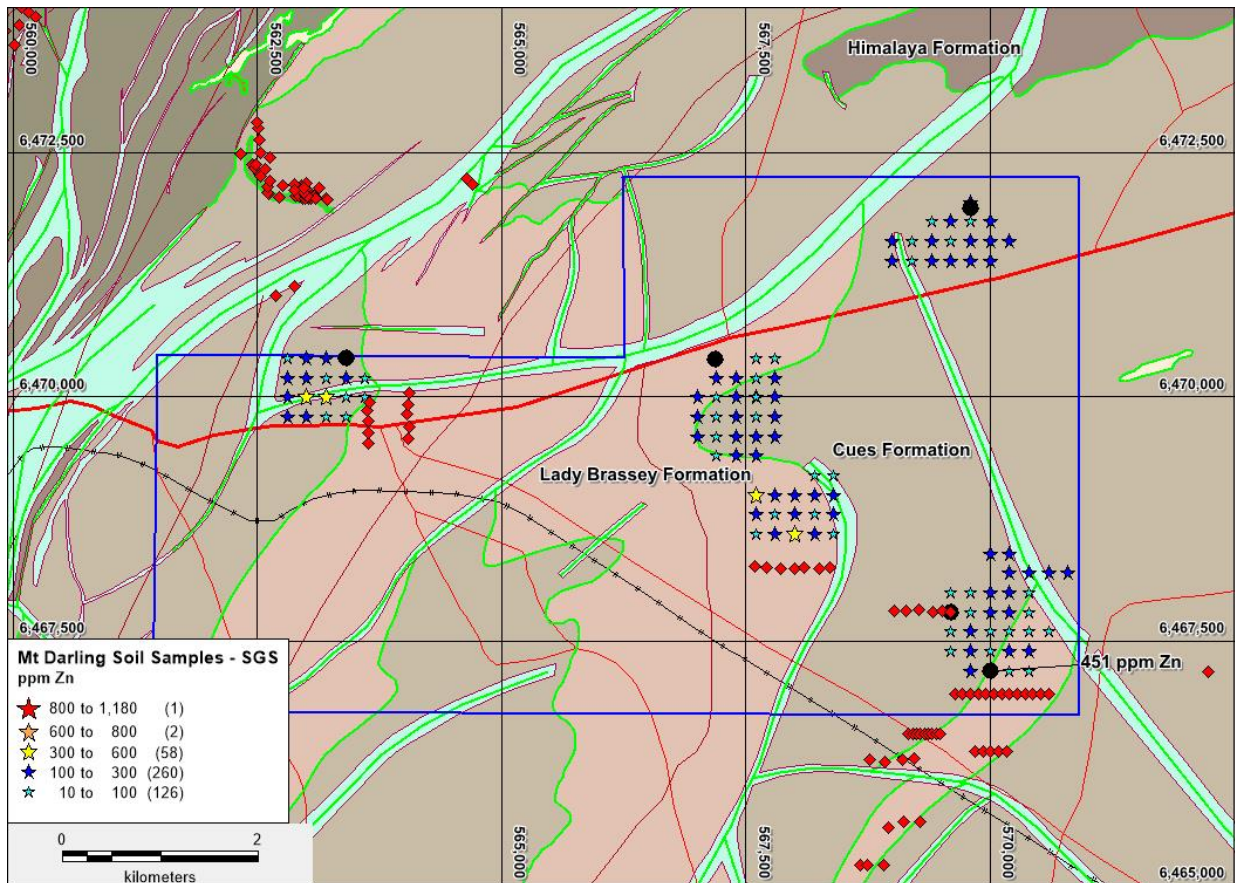 560,000
562,500
565,000
567,500
Himalaya Formation
6,472,500
6,472,500
6,470,000
6,470,000
Lady Brassey Formation
Cues Formation
6,467,500
6,467,500
451 ppm Zn
Mt Darling Soil Samples - SGS
ppm Zn
800 to 1,180 (1)
600 to 800 (2)
300 to 600 (58)
100 to 300 (260)
10 to 100 (126)
0 2
kilometers
565,000
567,500
570,000
6,465,000